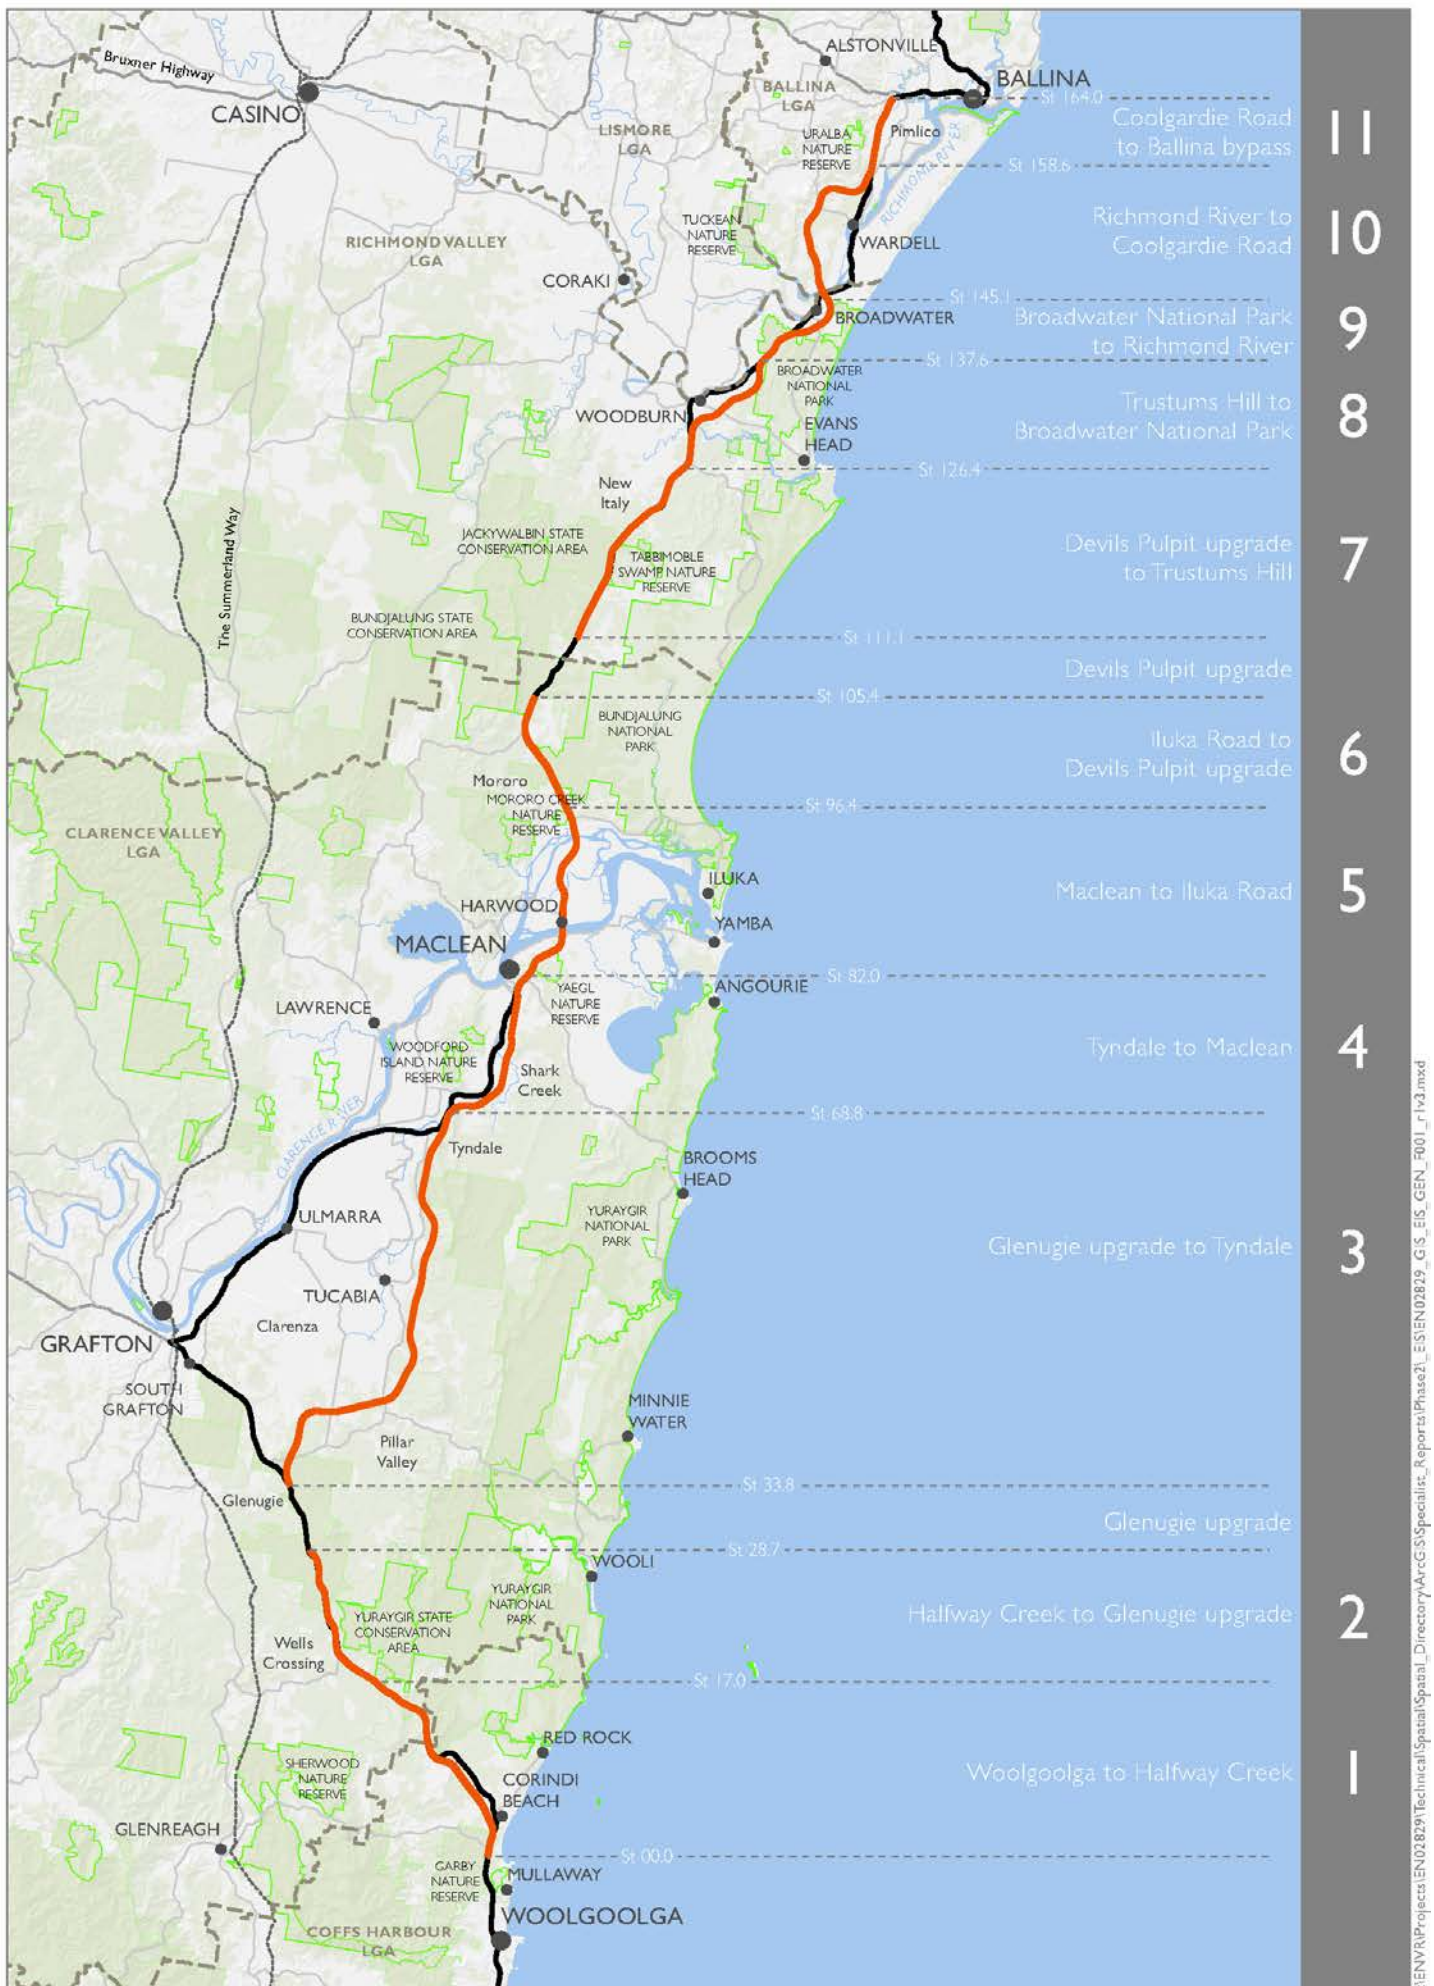 ALSTONVILLE
Bruxner Highway
BALLINA
BALLINA
LGA
CASINO
St 164.0
LISMORE
LGA
URALBA
NATURE
RESERVE
Pimlico
RICHMOND RIVER
Coolgardie Road
to Ballina bypass
11
St 158.6
TUCKEAN
NATURE
RESERVE
RICHMOND VALLEY
LGA
WARDELL
Richmond River to
Coolgardie Road
10
CORAKI
St 145.1
BROADWATER
Broadwater National Park
to Richmond River
9
St 137.6
BROADWATER
NATIONAL
PARK
WOODBURN
EVANS
HEAD
Trustums Hill to
Broadwater National Park
8
St 126.4
New
Italy
The Summerland Way
JACKYWALBIN STATE
CONSERVATION AREA
TABBIMOBLE
SWAMP NATURE
RESERVE
Devils Pulpit upgrade
to Trustums Hill
7
BUNDJALUNG STATE
CONSERVATION AREA
St 111.1
Devils Pulpit upgrade
St 105.4
BUNDJALUNG
NATIONAL
PARK
Iluka Road to
Devils Pulpit upgrade
6
Mororo
MORORO CREEK
NATURE
RESERVE
St 96.4
CLARENCE VALLEY
LGA
ILUKA
Maclean to Iluka Road
5
HARWOOD
YAMBA
MACLEAN
St 82.0
ANGOURIE
YAEGL
NATURE
RESERVE
LAWRENCE
WOODFORD
ISLAND NATURE
RESERVE
Shark
Creek
Tyndale to Maclean
4
St 68.8
CLARENCE RIVER
Tyndale
BROOMS
HEAD
ULMARRA
YURAYGIR
NATIONAL
PARK
Glenugie upgrade to Tyndale
3
TUCABIA
Clarenza
GRAFTON
SOUTH
GRAFTON
MINNIE
WATER
Pillar
Valley
St 33.8
Glenugie
Glenugie upgrade
St 28.7
WOOLI
YURAYGIR
NATIONAL
PARK
YURAYGIR STATE
CONSERVATION
AREA
Halfway Creek to Glenugie upgrade
2
Wells
Crossing
St 17.0
RED ROCK
SHERWOOD
NATURE
RESERVE
CORINDI
BEACH
Woolgoolga to Halfway Creek
1
GLENREAGH
St 00.0
GARBY
NATURE
RESERVE
MULLAWAY
WOOLGOOLGA
COFFS HARBOUR
LGA
\ENVR\Projects\EN02829\Technical\Spatial\Spatial_Directory\ArcGIS\Specialist_Reports\Phase2\_EIS\EN02829_GIS_EIS_GEN_F001_r1v3.mxd